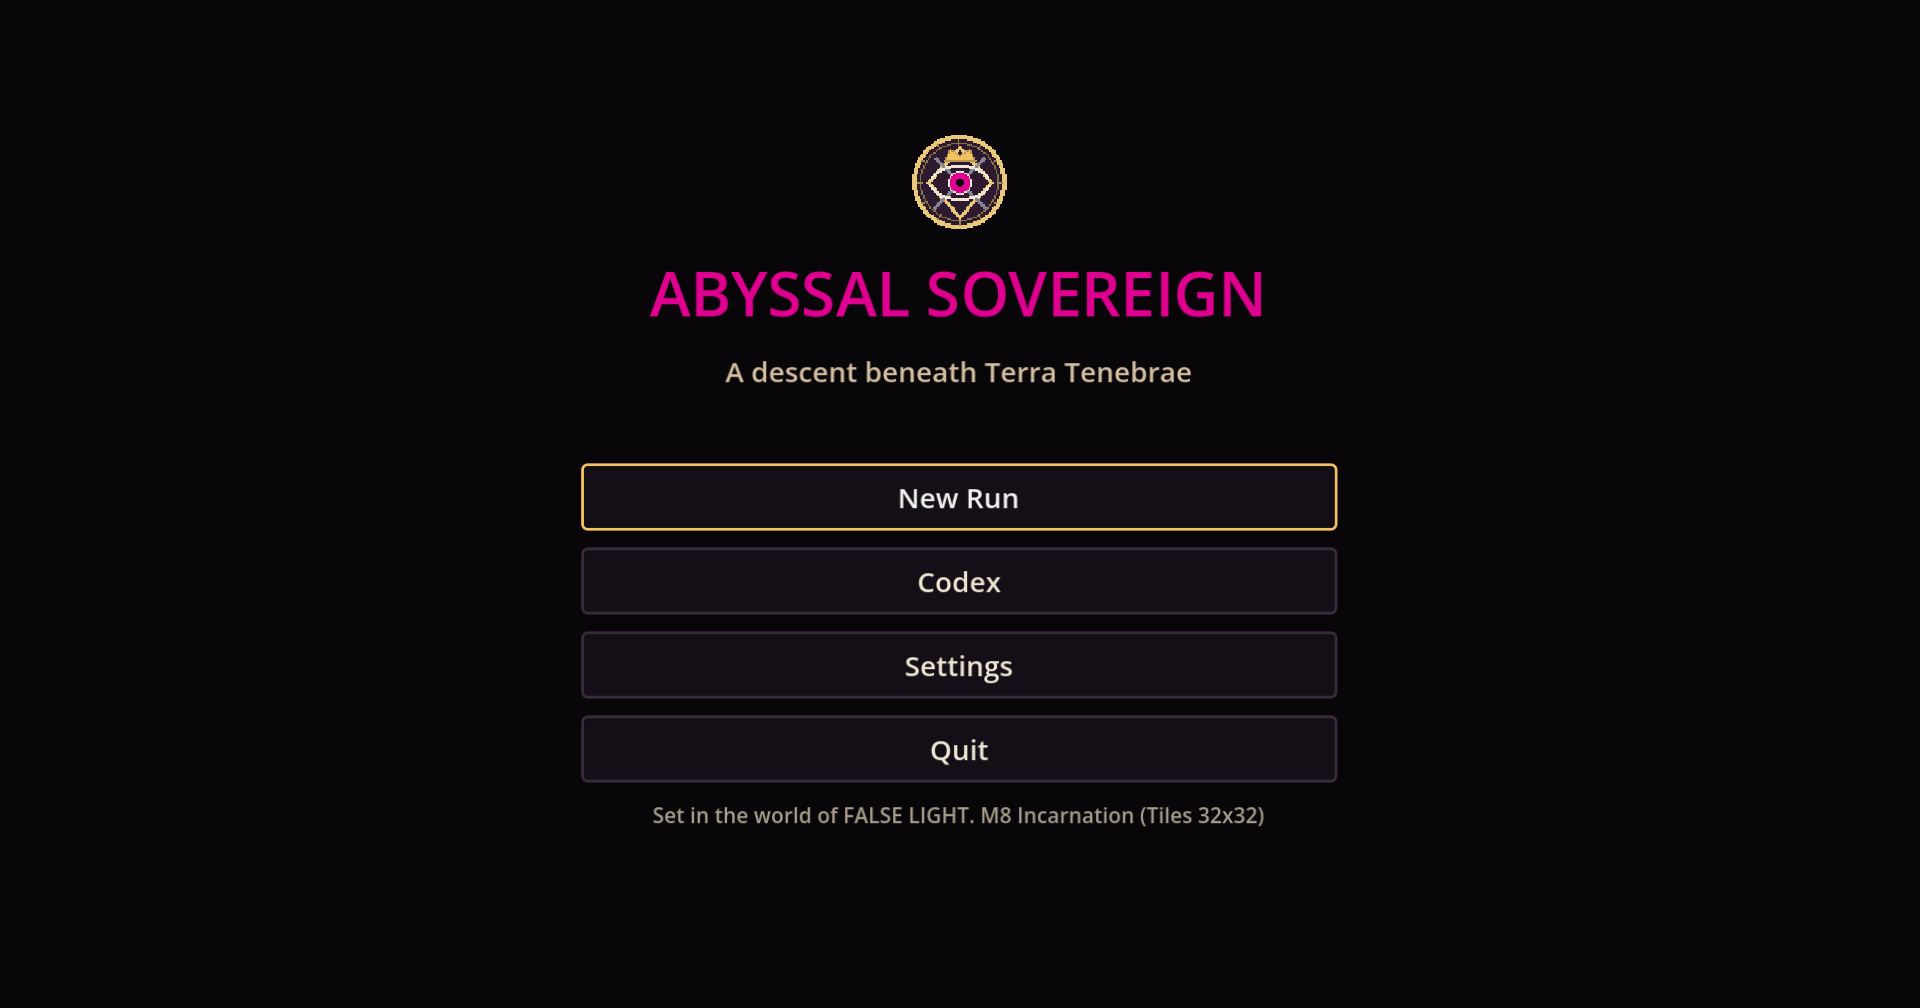 ABYSSAL SOVEREIGN
A descent beneath Terra Tenebrae
New Run
Codex
Settings
Quit
Set in the world of FALSE LIGHT. M8 Incarnation (Tiles 32x32)